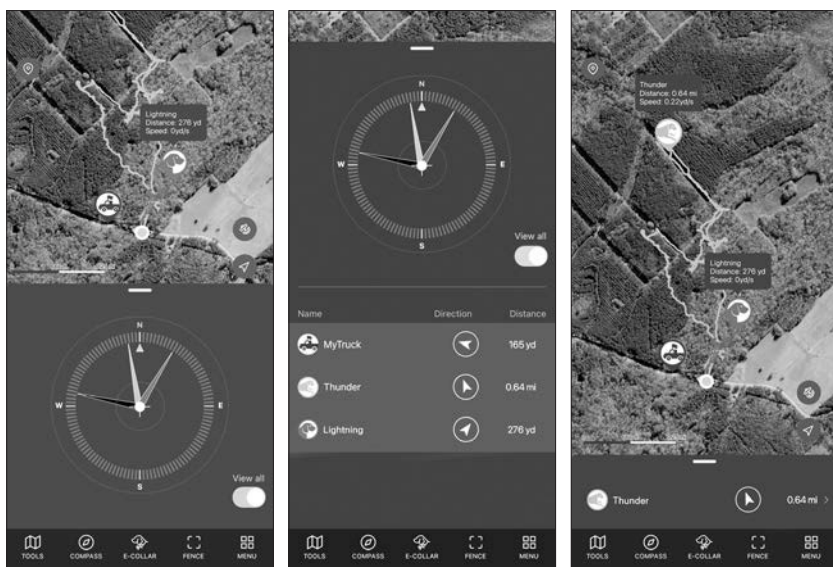 Lightning
Distance: 276 yd
Speed: 0yd/s
N
W
E
S
View all
TOOLS
COMPASS
E-COLLAR
FENCE
MENU
N
W
E
S
View all
Name Direction Distance
MyTruck 165 yd
Thunder 0.64 mi
Lightning 276 yd
TOOLS
COMPASS
E-COLLAR
FENCE
MENU
Thunder
Distance: 0.64 mi
Speed: 0.22yd/s
Lightning
Distance: 276 yd
Speed: 0yd/s
Thunder 0.64 mi
TOOLS
COMPASS
E-COLLAR
FENCE
MENU